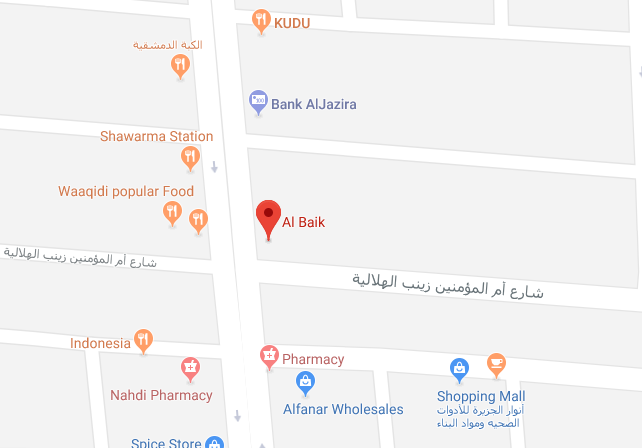 KUDU
الكبة الدمشقية
Bank AlJazira
Shawarma Station
Waaqidi popular Food
Al Baik
شارع أم المؤمنين زينب الهلالية
شارع أم المؤمنين زينب الهلالية
Indonesia
Pharmacy
Nahdi Pharmacy
Alfanar Wholesales
Shopping Mall
أنوار الجزيرة للأدوات
الصحيه ومواد البناء
Spice Store